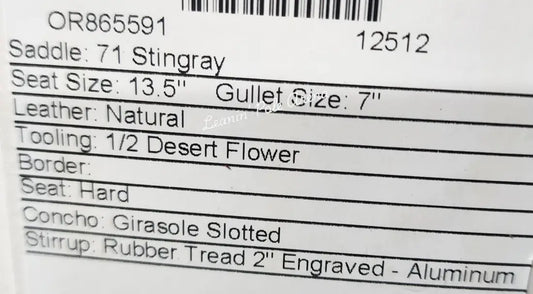 OR865591
12512
Saddle: 71 Stingray
Seat Size: 13.5" Gullet Size: 7"
Leather: Natural
Tooling: 1/2 Desert Flower
Border:
Seat: Hard
Concho: Girasole Slotted
Stirrup: Rubber Tread 2" Engraved - Aluminum